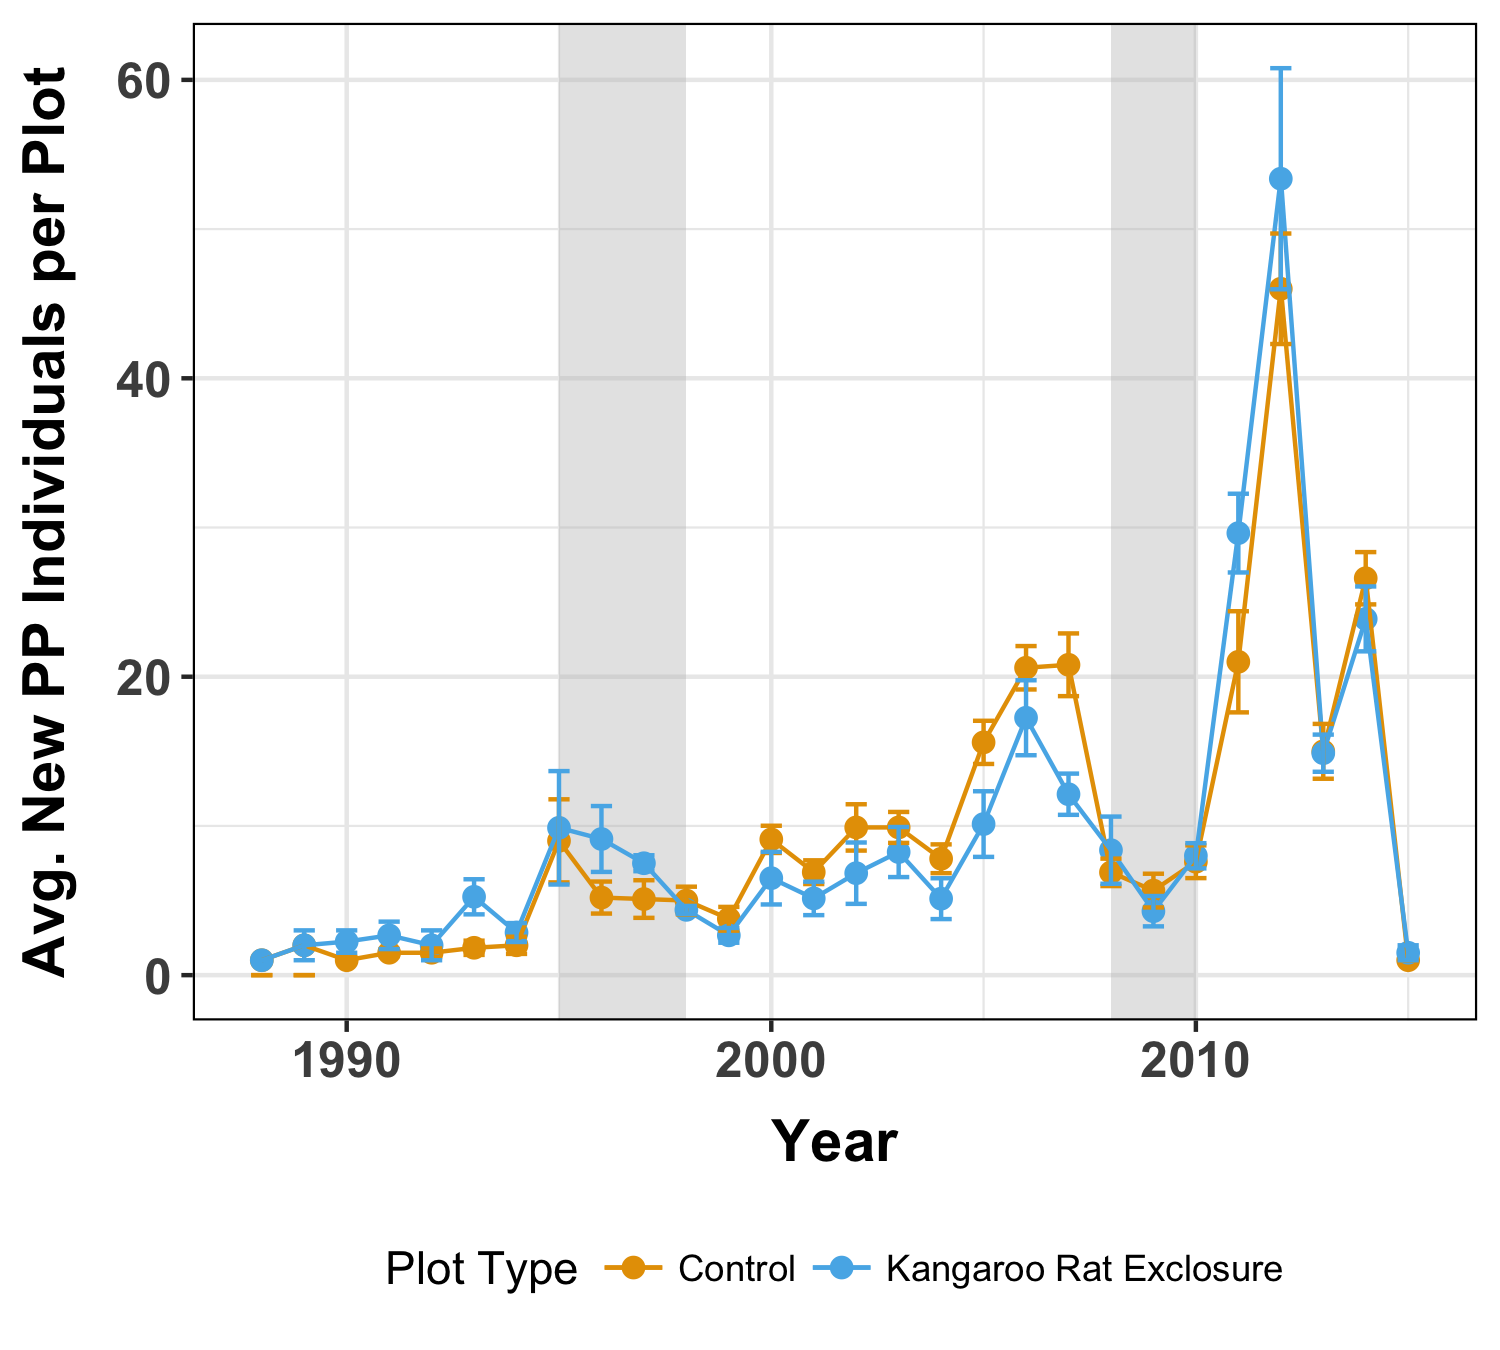 Avg. New PP Individuals per Plot
60
40
20
0
1990 2000 2010
Year
Plot Type Control Kangaroo Rat Exclosure